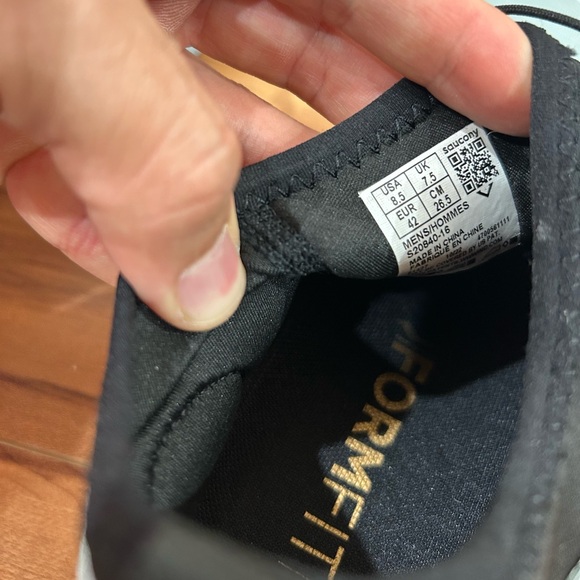 saucony
USA UK
8.5 7.5
EUR CM
42 26.5
MENS/HOMMES
S20840-16
MADE IN CHINA
FABRIQUÉ EN CHINE
FORMFIT